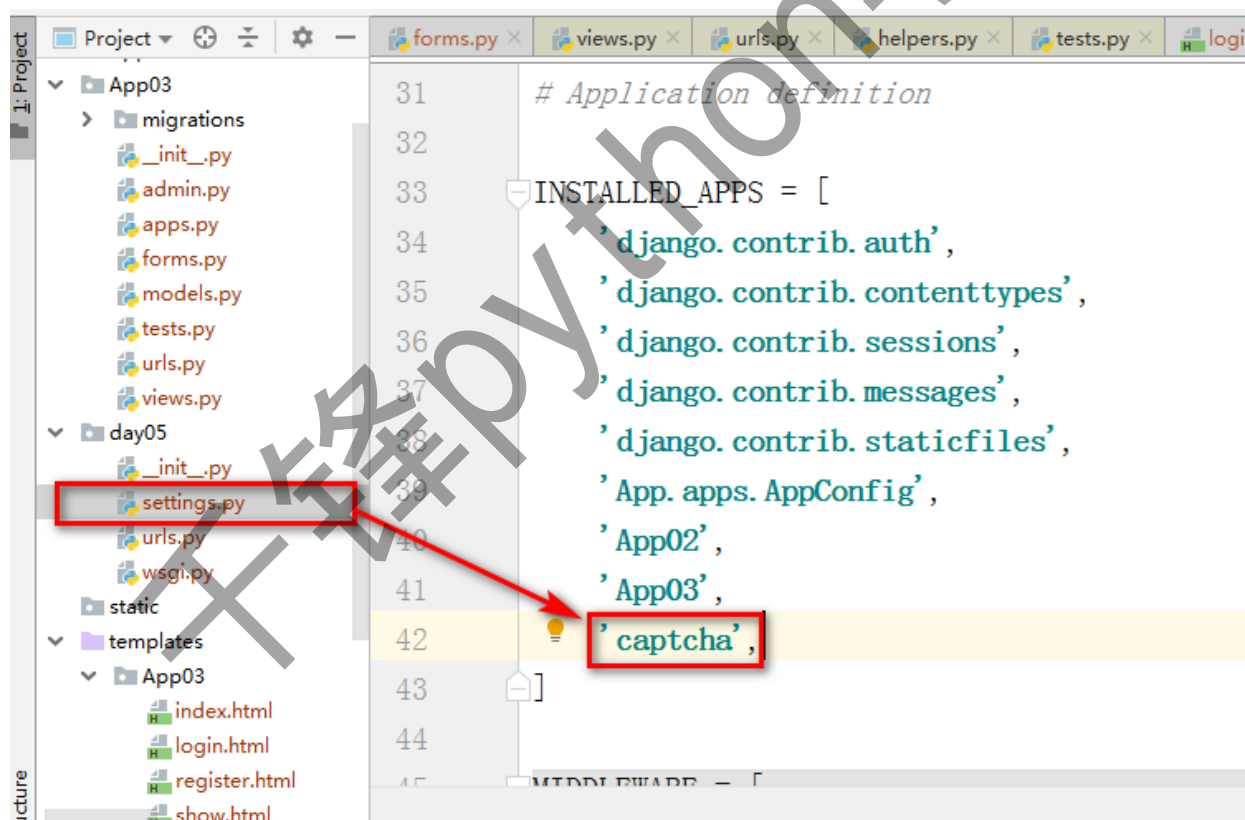 1: Project
Project
forms.py
views.py
urls.py
helpers.py
tests.py
logi
App03
migrations
__init__.py
admin.py
apps.py
forms.py
models.py
tests.py
urls.py
views.py
day05
__init__.py
settings.py
urls.py
wsgi.py
static
templates
App03
index.html
login.html
register.html
show.html
ucture
31 # Application definition
32
33 INSTALLED_APPS = [
34 'django.contrib.auth',
35 'django.contrib.contenttypes',
36 'django.contrib.sessions',
37 'django.contrib.messages',
38 'django.contrib.staticfiles',
39 'App.apps.AppConfig',
40 'App02',
41 'App03',
42 'captcha',
43 ]
44
45 MIDDLEWARE = [
千锋python